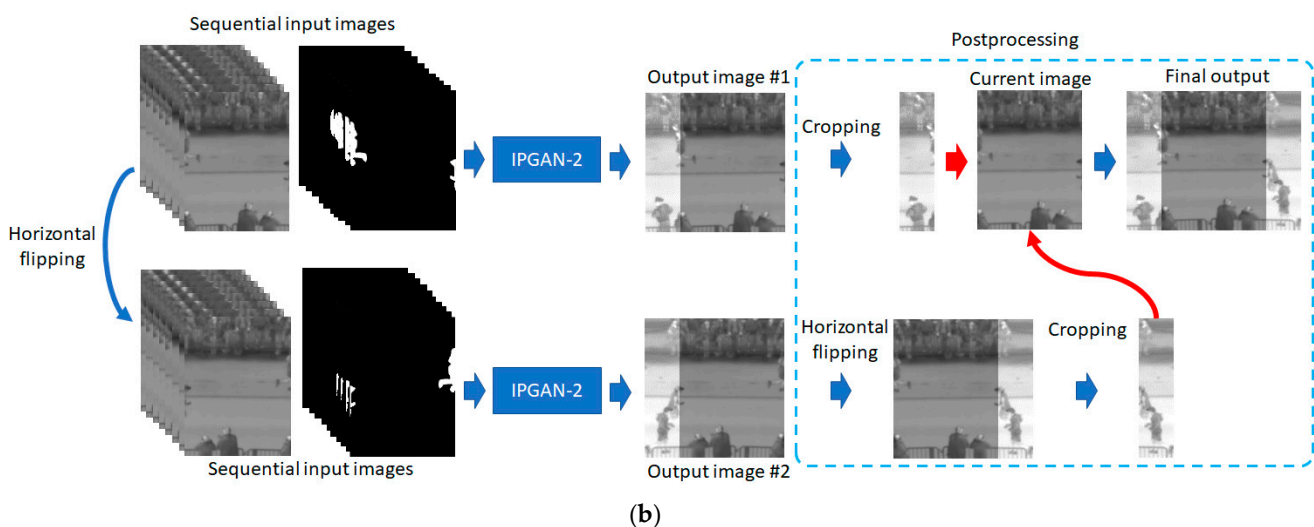 Sequential input images
Postprocessing
Output image #1
Current image
Final output
Cropping
IPGAN-2
Horizontal
flipping
Horizontal
flipping
Cropping
IPGAN-2
Sequential input images
Output image #2
(b)